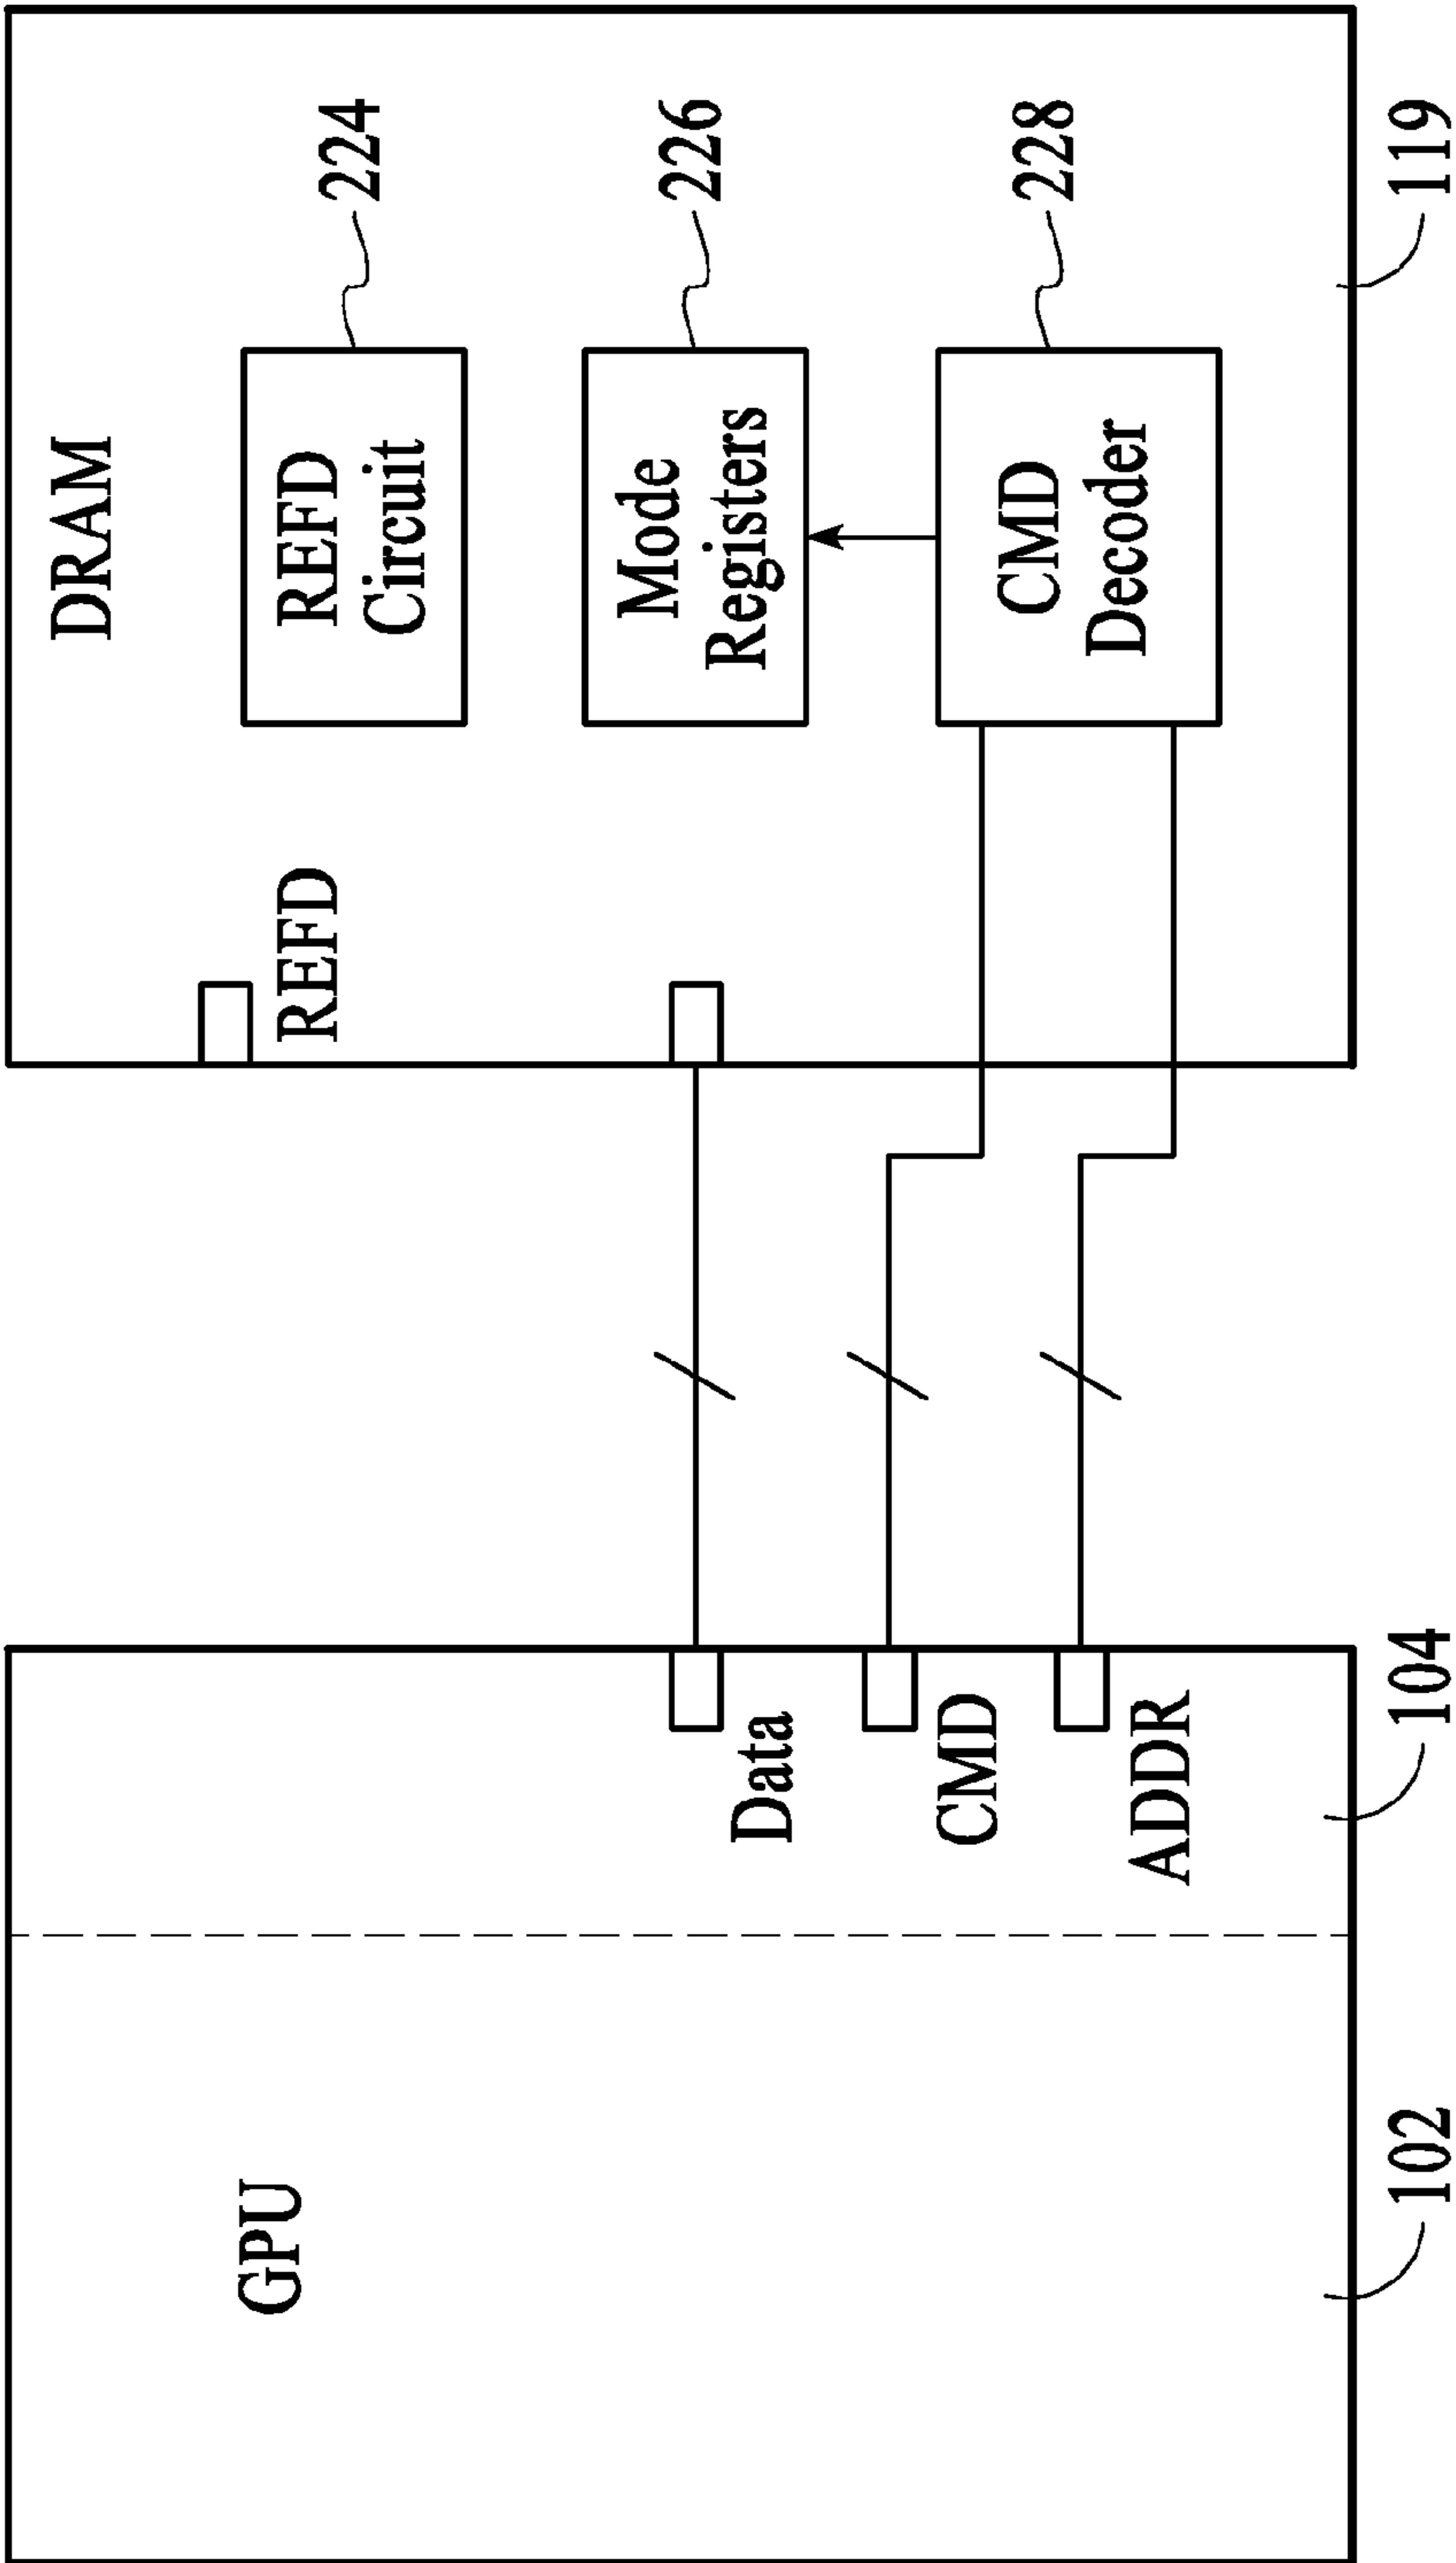 GPU
Data
CMD
ADDR
102
104
DRAM
REFD
REFD
Circuit
224
Mode
Registers
226
CMD
Decoder
228
119